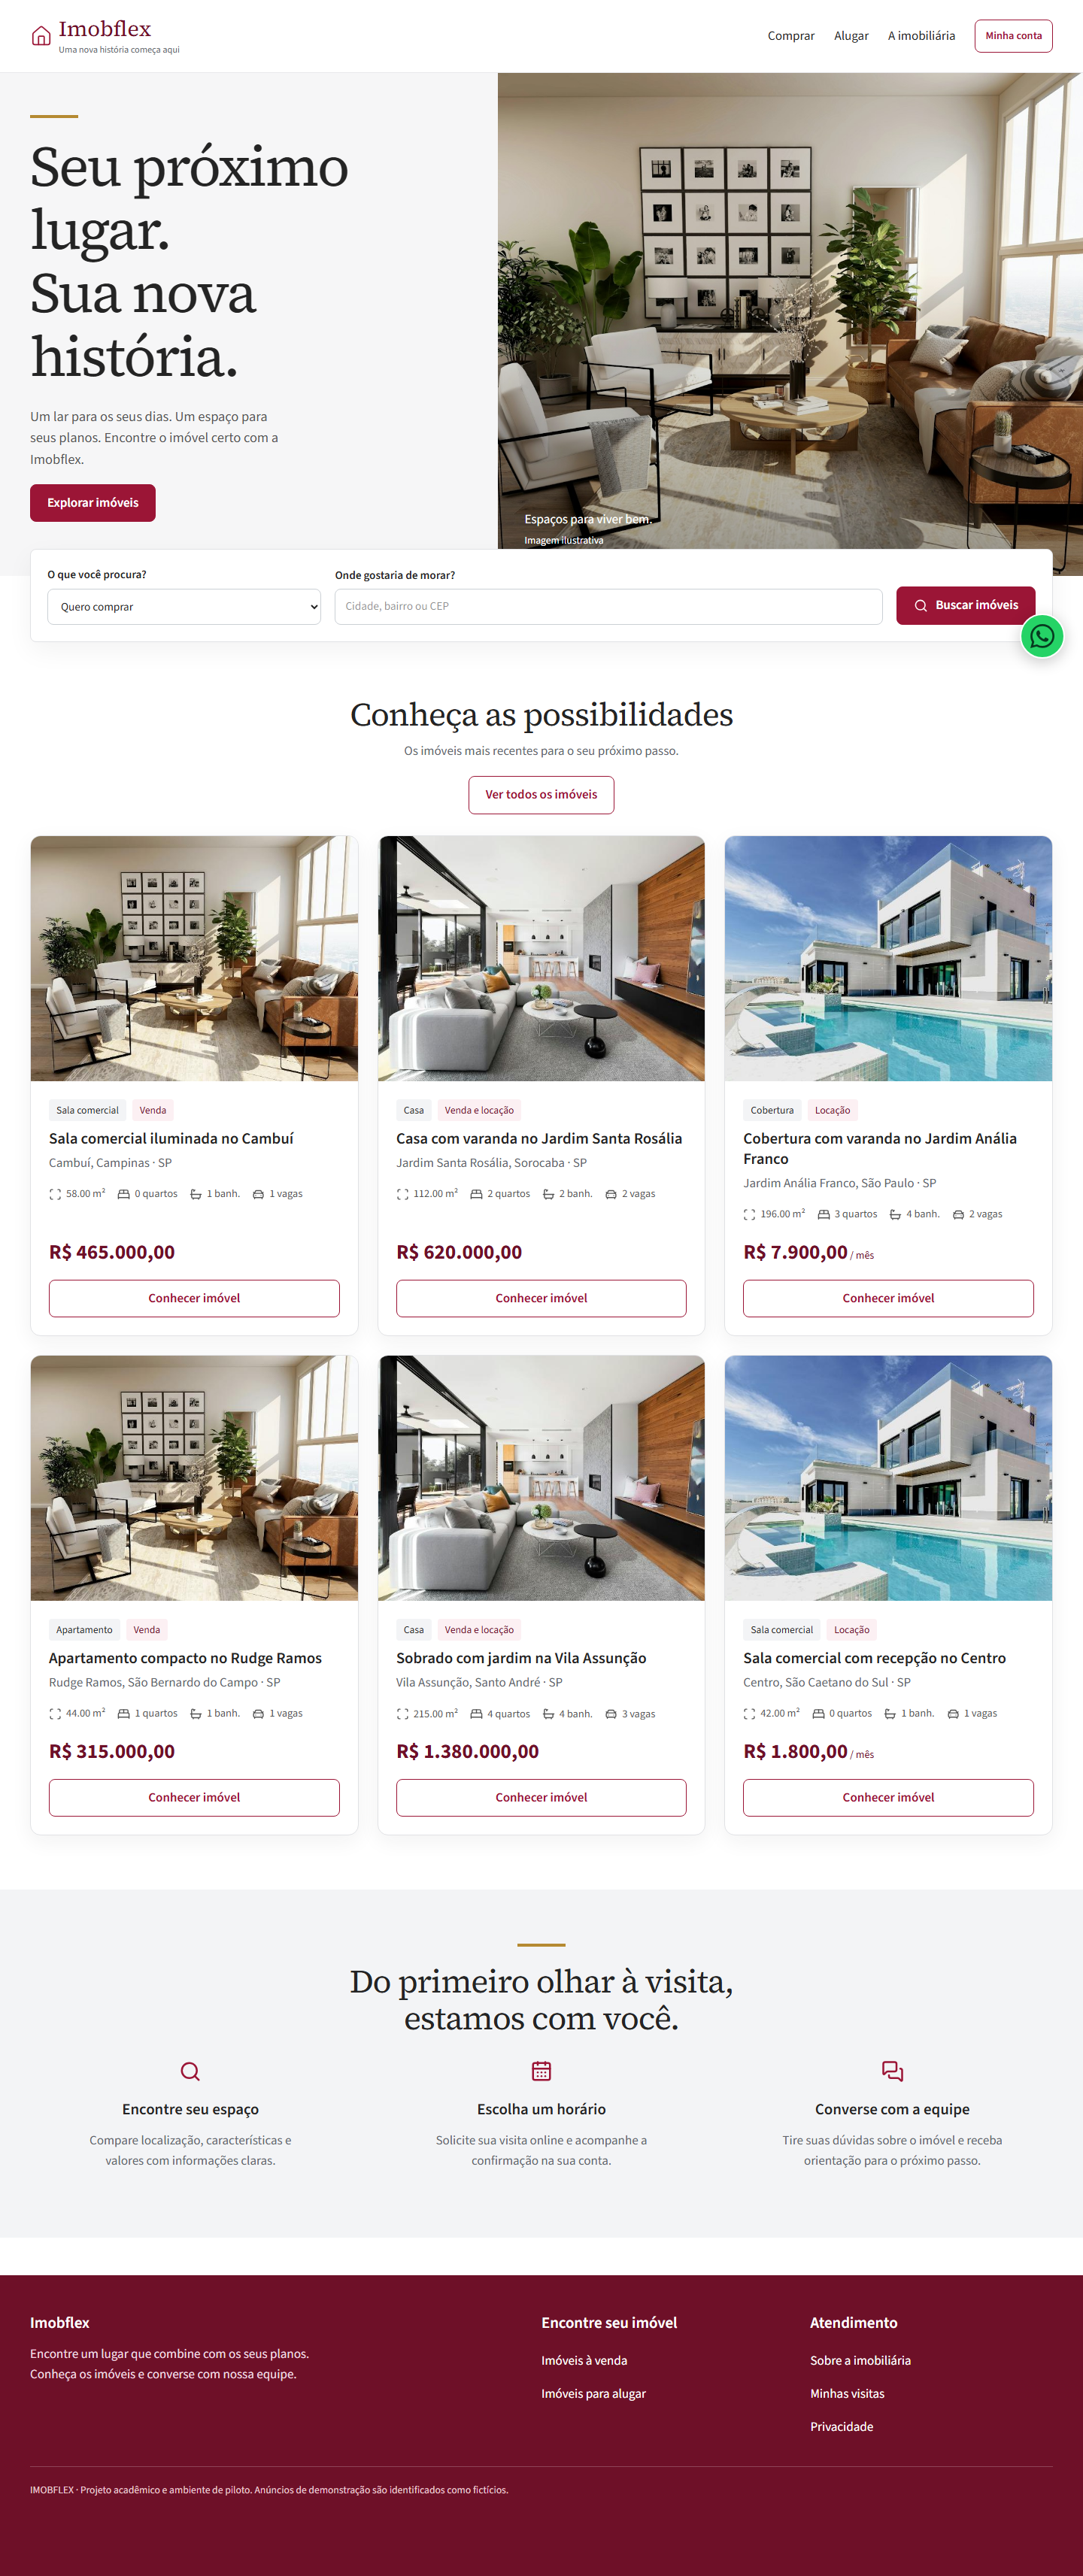 Imobflex
Uma nova história começa aqui
Comprar
Alugar
A imobiliária
Minha conta
Seu próximo
lugar.
Sua nova
história.
Um lar para os seus dias. Um espaço para
seus planos. Encontre o imóvel certo com a
Imobflex.
Explorar imóveis
Espaços para viver bem.
Imagem ilustrativa
O que você procura?
Quero comprar
Onde gostaria de morar?
Cidade, bairro ou CEP
Buscar imóveis
Conheça as possibilidades
Os imóveis mais recentes para o seu próximo passo.
Ver todos os imóveis
Sala comercial
Venda
Sala comercial iluminada no Cambuí
Cambuí, Campinas · SP
58.00 m² 0 quartos 1 banh. 1 vagas
R$ 465.000,00
Conhecer imóvel
Casa
Venda e locação
Casa com varanda no Jardim Santa Rosália
Jardim Santa Rosália, Sorocaba · SP
112.00 m² 2 quartos 2 banh. 2 vagas
R$ 620.000,00
Conhecer imóvel
Cobertura
Locação
Cobertura com varanda no Jardim Anália
Franco
Jardim Anália Franco, São Paulo · SP
196.00 m² 3 quartos 4 banh. 2 vagas
R$ 7.900,00 / mês
Conhecer imóvel
Apartamento
Venda
Apartamento compacto no Rudge Ramos
Rudge Ramos, São Bernardo do Campo · SP
44.00 m² 1 quartos 1 banh. 1 vagas
R$ 315.000,00
Conhecer imóvel
Casa
Venda e locação
Sobrado com jardim na Vila Assunção
Vila Assunção, Santo André · SP
215.00 m² 4 quartos 4 banh. 3 vagas
R$ 1.380.000,00
Conhecer imóvel
Sala comercial
Locação
Sala comercial com recepção no Centro
Centro, São Caetano do Sul · SP
42.00 m² 0 quartos 1 banh. 1 vagas
R$ 1.800,00 / mês
Conhecer imóvel
Do primeiro olhar à visita,
estamos com você.
Encontre seu espaço
Compare localização, características e
valores com informações claras.
Escolha um horário
Solicite sua visita online e acompanhe a
confirmação na sua conta.
Converse com a equipe
Tire suas dúvidas sobre o imóvel e receba
orientação para o próximo passo.
Imobflex
Encontre um lugar que combine com os seus planos.
Conheça os imóveis e converse com nossa equipe.
Encontre seu imóvel
Imóveis à venda
Imóveis para alugar
Atendimento
Sobre a imobiliária
Minhas visitas
Privacidade
IMOBFLEX · Projeto acadêmico e ambiente de piloto. Anúncios de demonstração são identificados como fictícios.